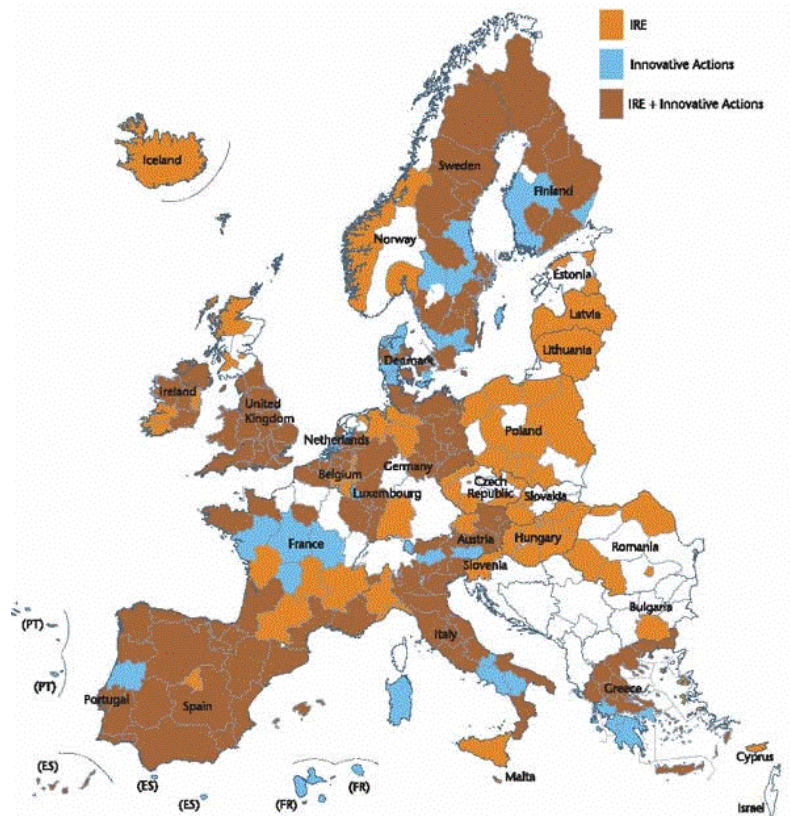 IRE
Innovative Actions
IRE + Innovative Actions
Iceland
Sweden
Finland
Norway
Estonia
Latvia
Lithuania
Denmark
Ireland
United
Kingdom
Netherlands
Poland
Belgium
Germany
Luxembourg
Czech
Republic
Slovakia
France
Austria
Hungary
Slovenia
Romania
Bulgaria
Italy
(PT)
(PT)
Portugal
Spain
Greece
(ES)
(ES)
(ES)
(FR)
(FR)
Malta
Cyprus
Israel